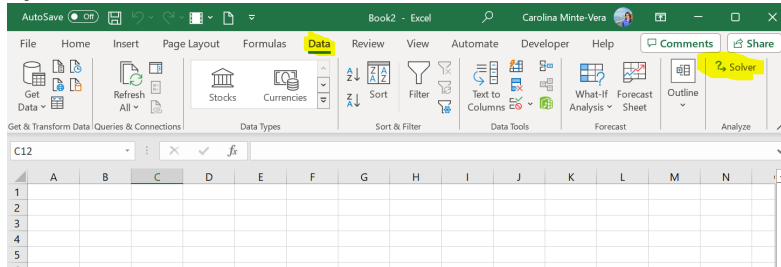 AutoSave Off Book2 - Excel Carolina Minte-Vera
File Home Insert Page Layout Formulas Data Review View Automate Developer Help Comments Share
Get Data Refresh All Stocks Currencies Sort Filter Text to Columns What-If Analysis Forecast Sheet Outline Solver
Get & Transform Data Queries & Connections Data Types Sort & Filter Data Tools Forecast Analyze
C12 fx
A B C D E F G H I J K L M N
1
2
3
4
5